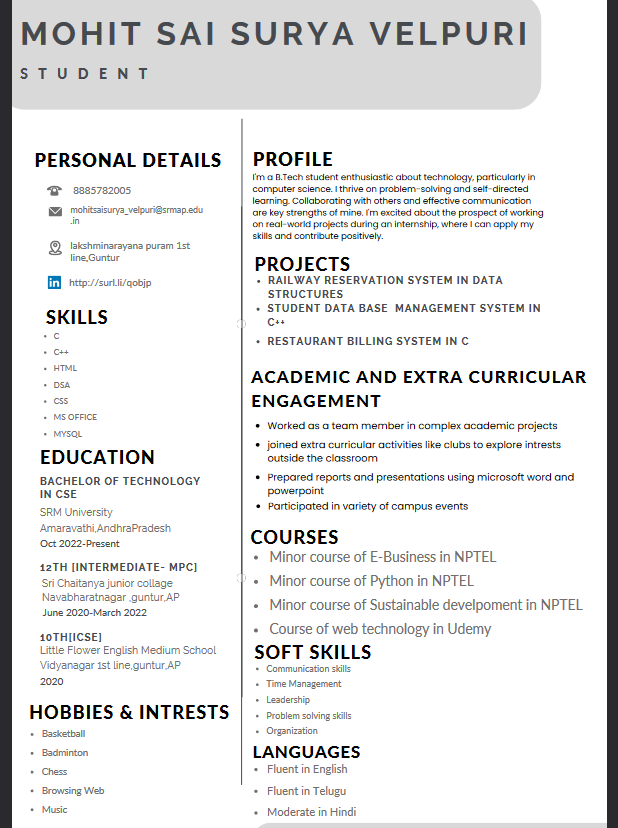 MOHIT SAI SURYA VELPURI
STUDENT
PERSONAL DETAILS
8885782005
mohitsaisurya_velpuri@srmap.edu
.in
lakshminarayana puram 1st
line,Guntur
http://surl.li/qobjp
SKILLS
C
C++
HTML
DSA
CSS
MS OFFICE
MYSQL
EDUCATION
BACHELOR OF TECHNOLOGY
IN CSE
SRM University
Amaravathi,AndhraPradesh
Oct 2022-Present
12TH [INTERMEDIATE- MPC]
Sri Chaitanya junior collage
Navabharatnagar ,guntur,AP
June 2020-March 2022
10TH[ICSE]
Little Flower English Medium School
Vidyanagar 1st line,guntur,AP
2020
HOBBIES & INTRESTS
Basketball
Badminton
Chess
Browsing Web
Music
PROFILE
I'm a B.Tech student enthusiastic about technology, particularly in
computer science. I thrive on problem-solving and self-directed
learning. Collaborating with others and effective communication
are key strengths of mine. I'm excited about the prospect of working
on real-world projects during an internship, where I can apply my
skills and contribute positively.
PROJECTS
RAILWAY RESERVATION SYSTEM IN DATA
STRUCTURES
STUDENT DATA BASE MANAGEMENT SYSTEM IN
C++
RESTAURANT BILLING SYSTEM IN C
ACADEMIC AND EXTRA CURRICULAR
ENGAGEMENT
Worked as a team member in complex academic projects
joined extra curricular activities like clubs to explore intrests
outside the classroom
Prepared reports and presentations using microsoft word and
powerpoint
Participated in variety of campus events
COURSES
Minor course of E-Business in NPTEL
Minor course of Python in NPTEL
Minor course of Sustainable develpoment in NPTEL
Course of web technology in Udemy
SOFT SKILLS
Communication skills
Time Management
Leadership
Problem solving skills
Organization
LANGUAGES
Fluent in English
Fluent in Telugu
Moderate in Hindi